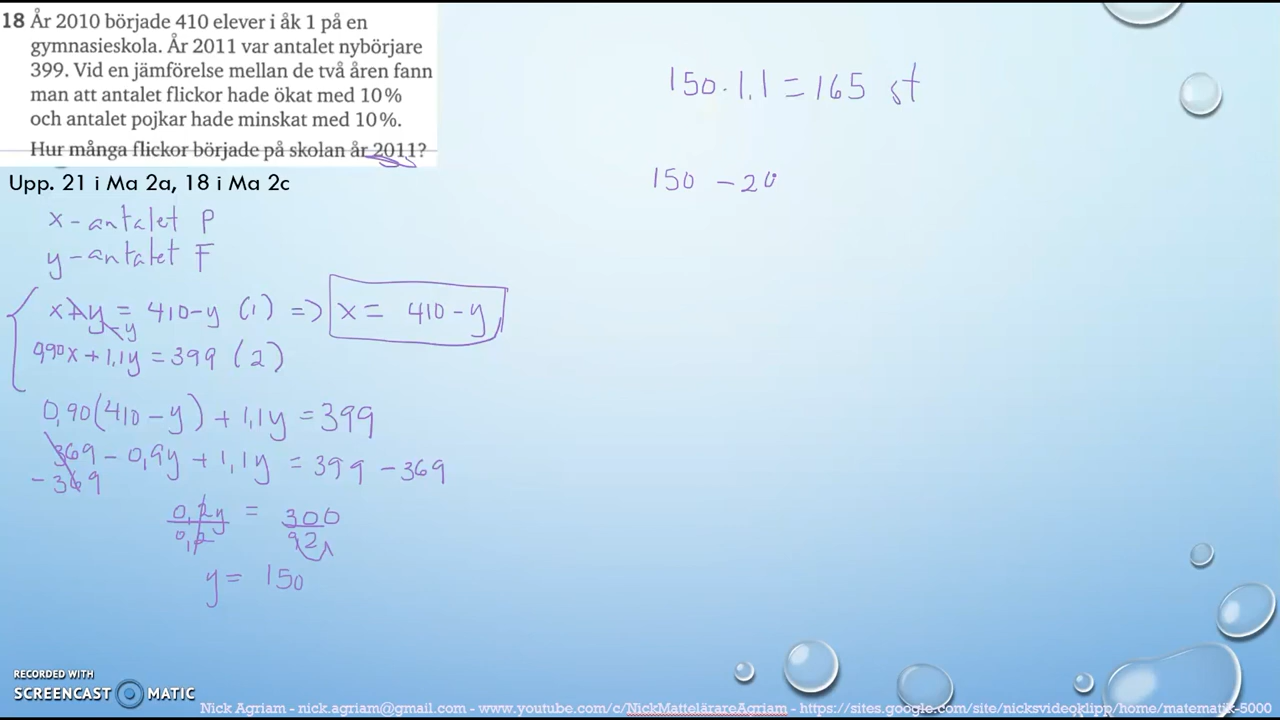 18 År 2010 började 410 elever i åk 1 på en
gymnasieskola. År 2011 var antalet nybörjare
399. Vid en jämförelse mellan de två åren fann
man att antalet flickor hade ökat med 10%
och antalet pojkar hade minskat med 10%.
Hur många flickor började på skolan år 2011?
Upp. 21 i Ma 2a, 18 i Ma 2c
x - antalet P
y - antalet F
x + y = 410 - y (1) => x = 410 - y
- y
0,90x + 1,1y = 399 (2)
0,90(410 - y) + 1,1y = 399
369 - 0,9y + 1,1y = 399 - 369
- 369
0,2y = 300
0,2
y = 150
150 · 1,1 = 165 st
150 - 20
RECORDED WITH
SCREENCAST MATIC
Nick Agriam - nick.agriam@gmail.com - www.youtube.com/c/NickMattelärareAgriam - https://sites.google.com/site/nicksvideoklipp/home/matematik-5000